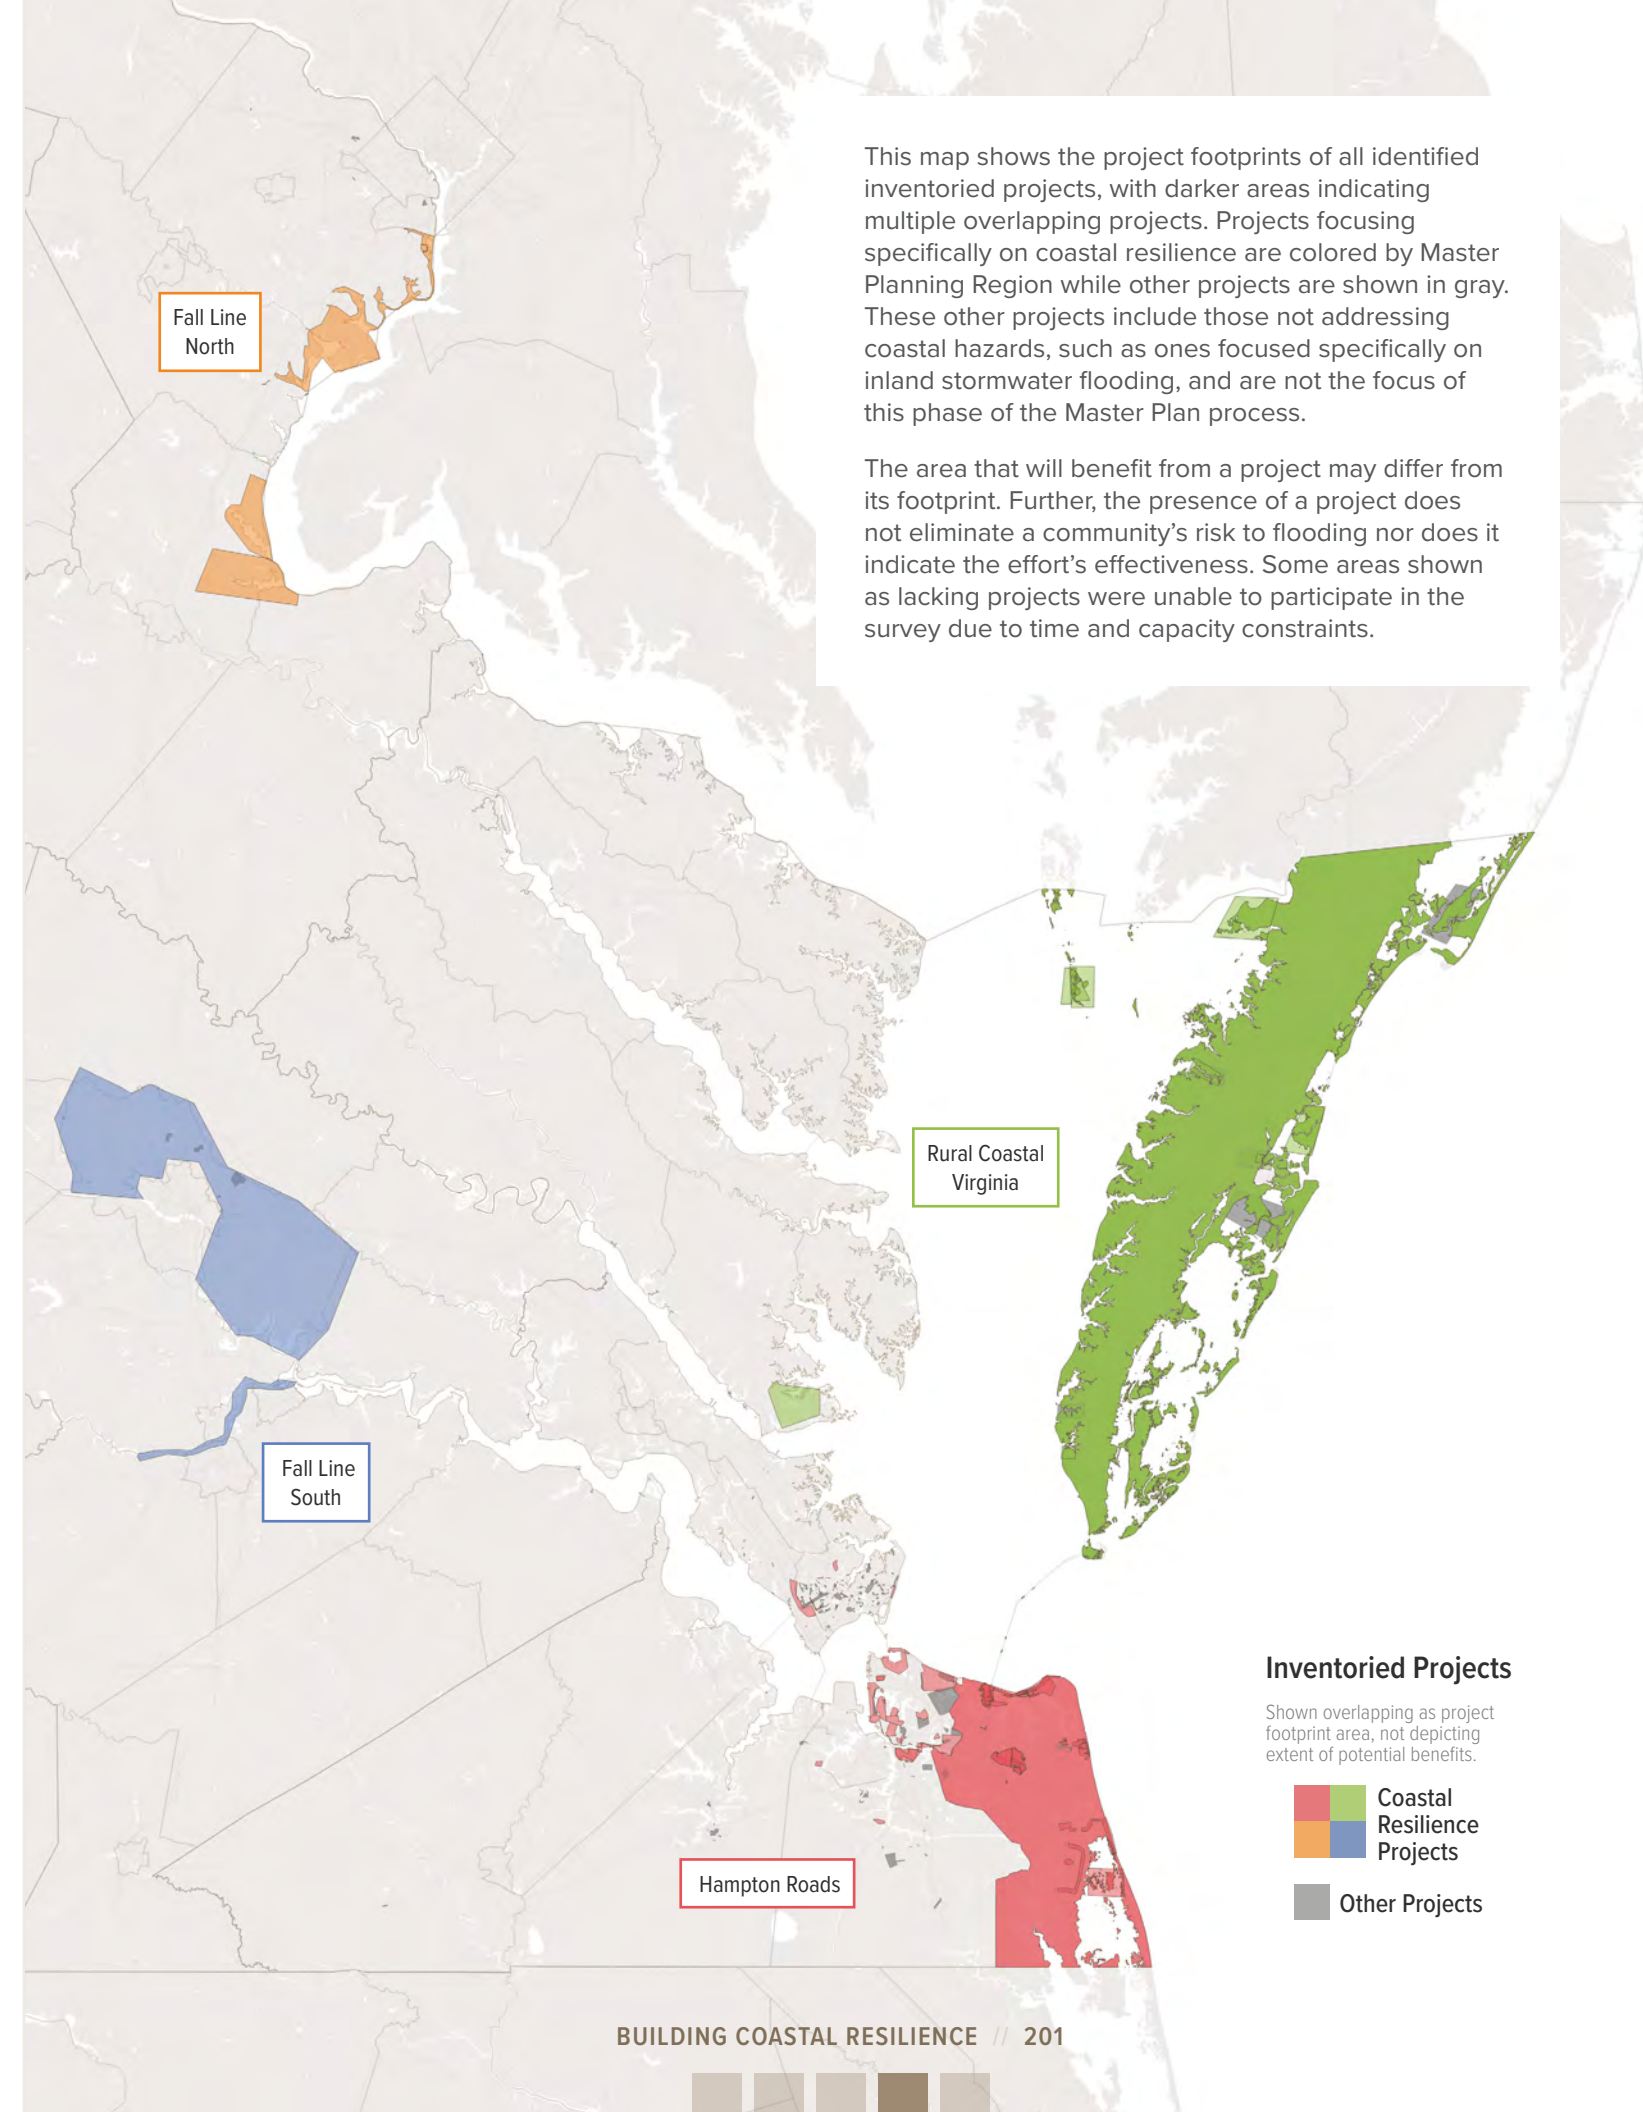 This map shows the project footprints of all identified
inventoried projects, with darker areas indicating
multiple overlapping projects. Projects focusing
specifically on coastal resilience are colored by Master
Planning Region while other projects are shown in gray.
These other projects include those not addressing
coastal hazards, such as ones focused specifically on
inland stormwater flooding, and are not the focus of
this phase of the Master Plan process.
The area that will benefit from a project may differ from
its footprint. Further, the presence of a project does
not eliminate a community’s risk to flooding nor does it
indicate the effort’s effectiveness. Some areas shown
as lacking projects were unable to participate in the
survey due to time and capacity constraints.
Fall Line
North
Rural Coastal
Virginia
Fall Line
South
Hampton Roads
Inventoried Projects
Shown overlapping as project
footprint area, not depicting
extent of potential benefits.
Coastal
Resilience
Projects
Other Projects
BUILDING COASTAL RESILIENCE // 201